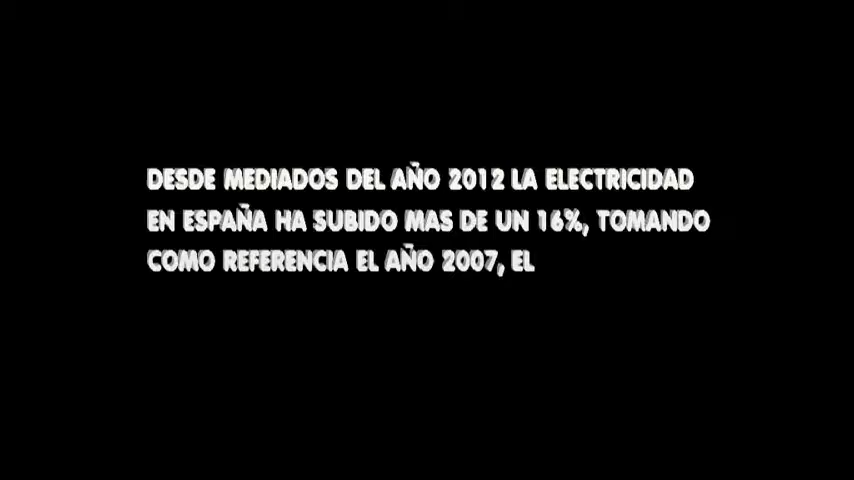 DESDE MEDIADOS DEL AÑO 2012 LA ELECTRICIDAD
EN ESPAÑA HA SUBIDO MAS DE UN 16%, TOMANDO
COMO REFERENCIA EL AÑO 2007, EL